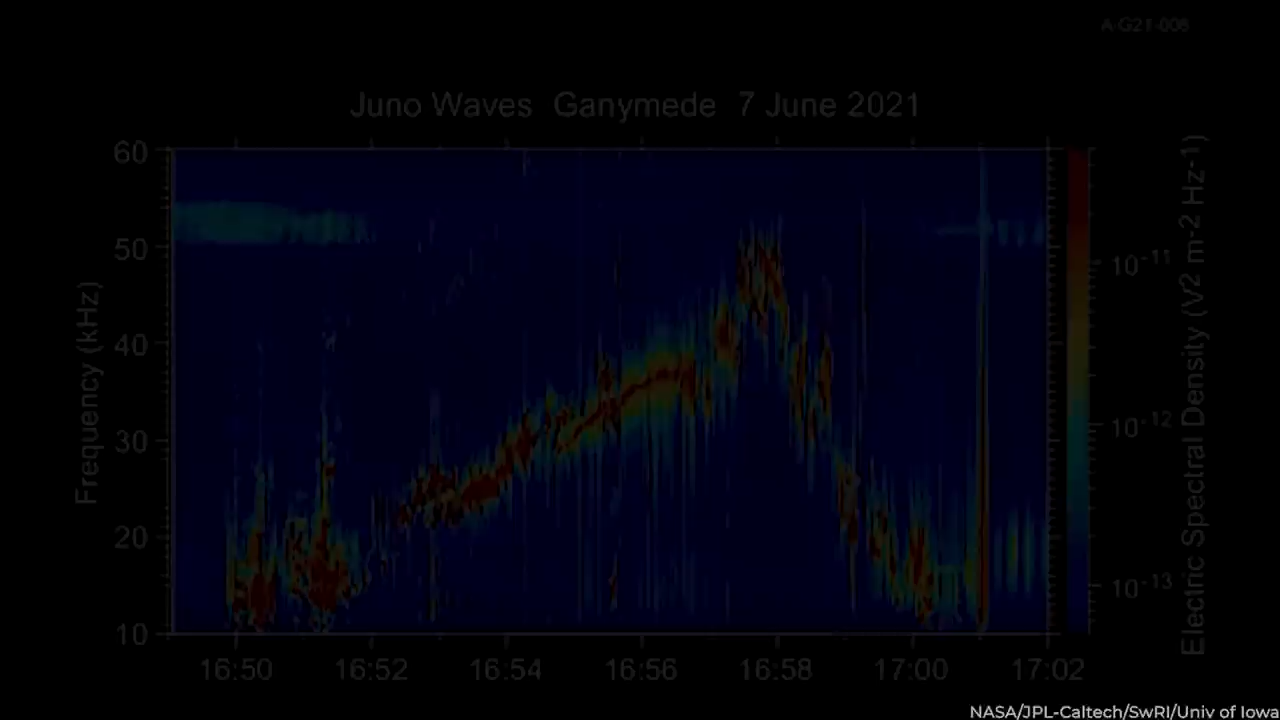 A-G21-006
Juno Waves Ganymede 7 June 2021
60
50
40
30
20
10
Frequency (kHz)
16:50 16:52 16:54 16:56 16:58 17:00 17:02
10-11
10-12
10-13
Electric Spectral Density (V2 m-2 Hz-1)
NASA/JPL-Caltech/SwRI/Univ of Iowa